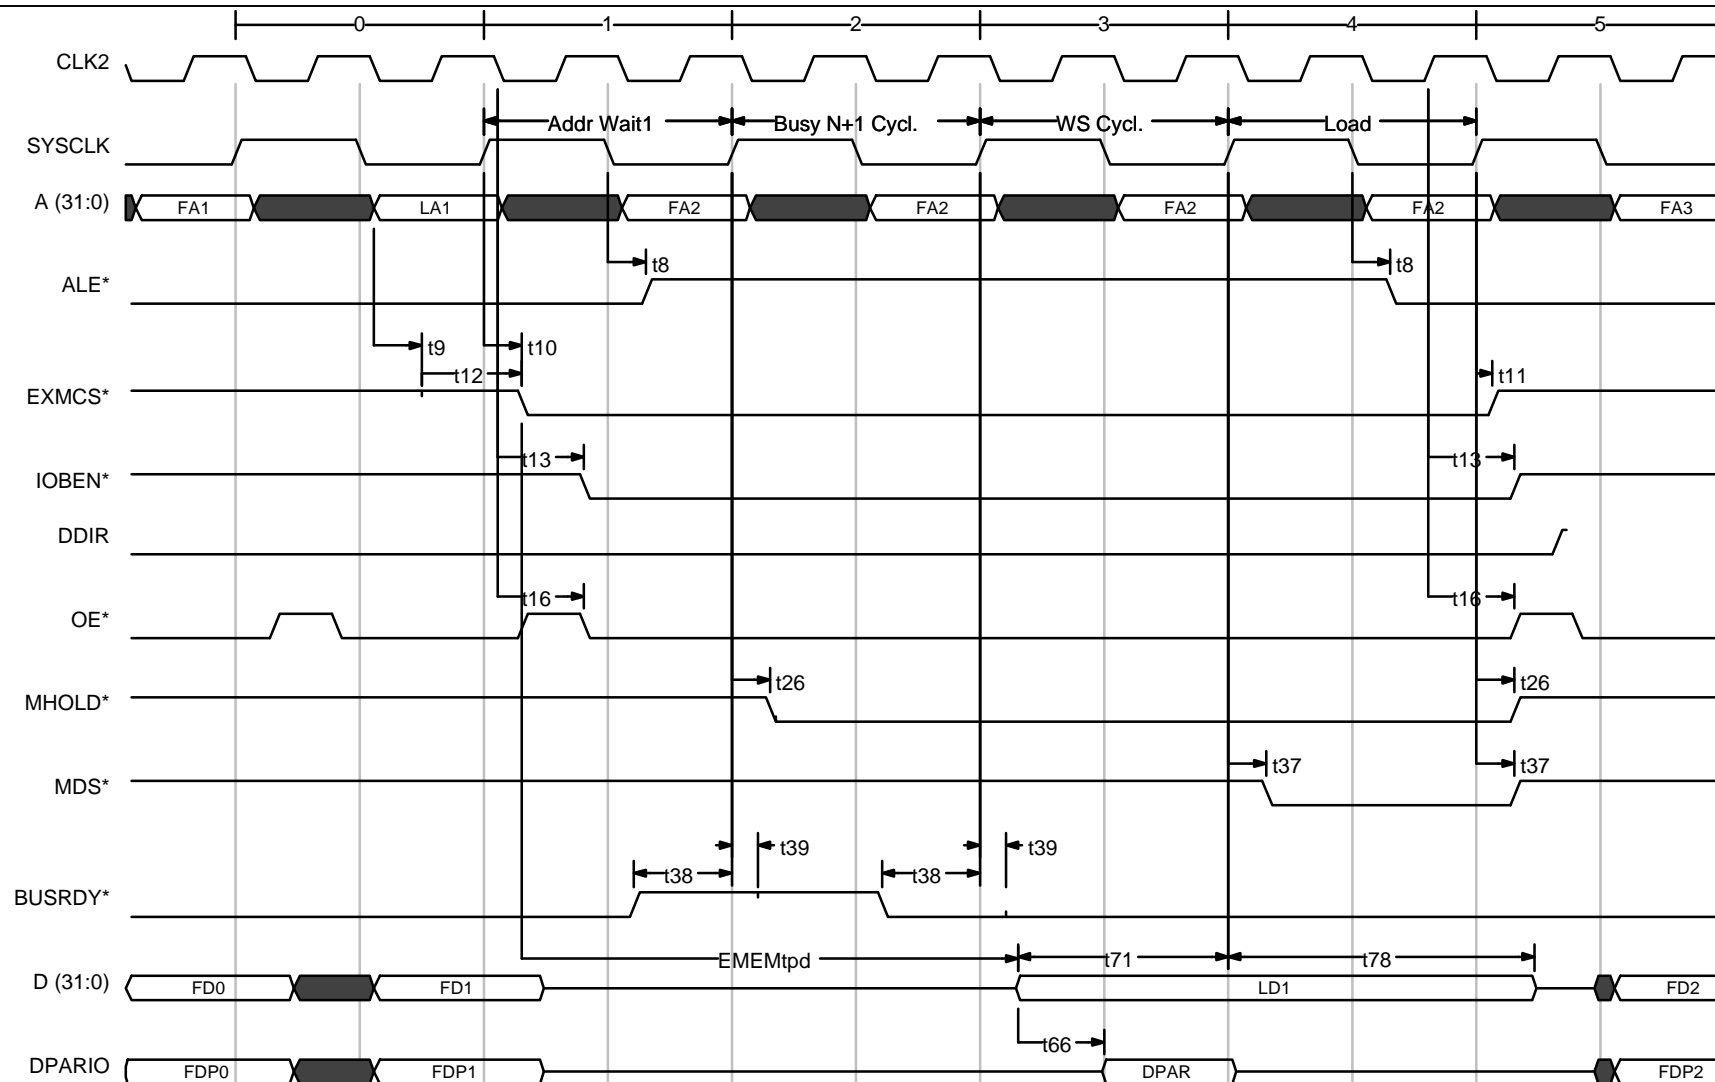 0 1 2 3 4 5
CLK2
Addr Wait1 Busy N+1 Cycl. WS Cycl. Load
SYSCLK
A (31:0) FA1 LA1 FA2 FA2 FA2 FA2 FA3
t8 t8
ALE*
t9 t10
t12 t11
EXMCS*
t13 t13
IOBEN*
DDIR
t16 t16
OE*
t26 t26
MHOLD*
t37 t37
MDS*
t39 t39
t38 t38
BUSRDY*
EMEMtpd t71 t78
D (31:0) FD0 FD1 LD1 FD2
t66
DPARIO FDP0 FDP1 DPAR FDP2